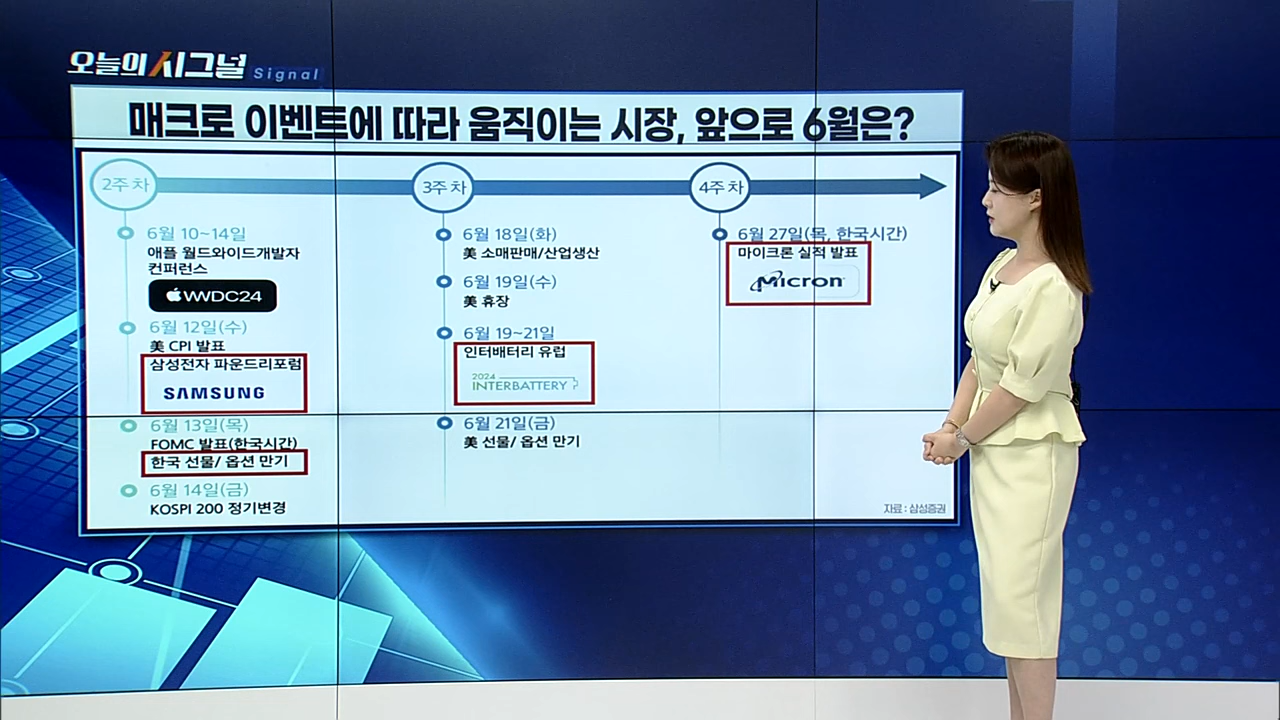 오늘의 시그널 Signal
매크로 이벤트에 따라 움직이는 시장, 앞으로 6월은?
2주 차
6월 10~14일
애플 월드와이드개발자
컨퍼런스
WWDC24
6월 12일(수)
美 CPI 발표
삼성전자 파운드리포럼
SAMSUNG
6월 13일(목)
FOMC 발표(한국시간)
한국 선물/ 옵션 만기
6월 14일(금)
KOSPI 200 정기변경
3주 차
6월 18일(화)
美 소매판매/산업생산
6월 19일(수)
美 휴장
6월 19~21일
인터배터리 유럽
2024
INTERBATTERY
6월 21일(금)
美 선물/ 옵션 만기
4주 차
6월 27일(목, 한국시간)
마이크론 실적 발표
Micron
자료 : 삼성증권